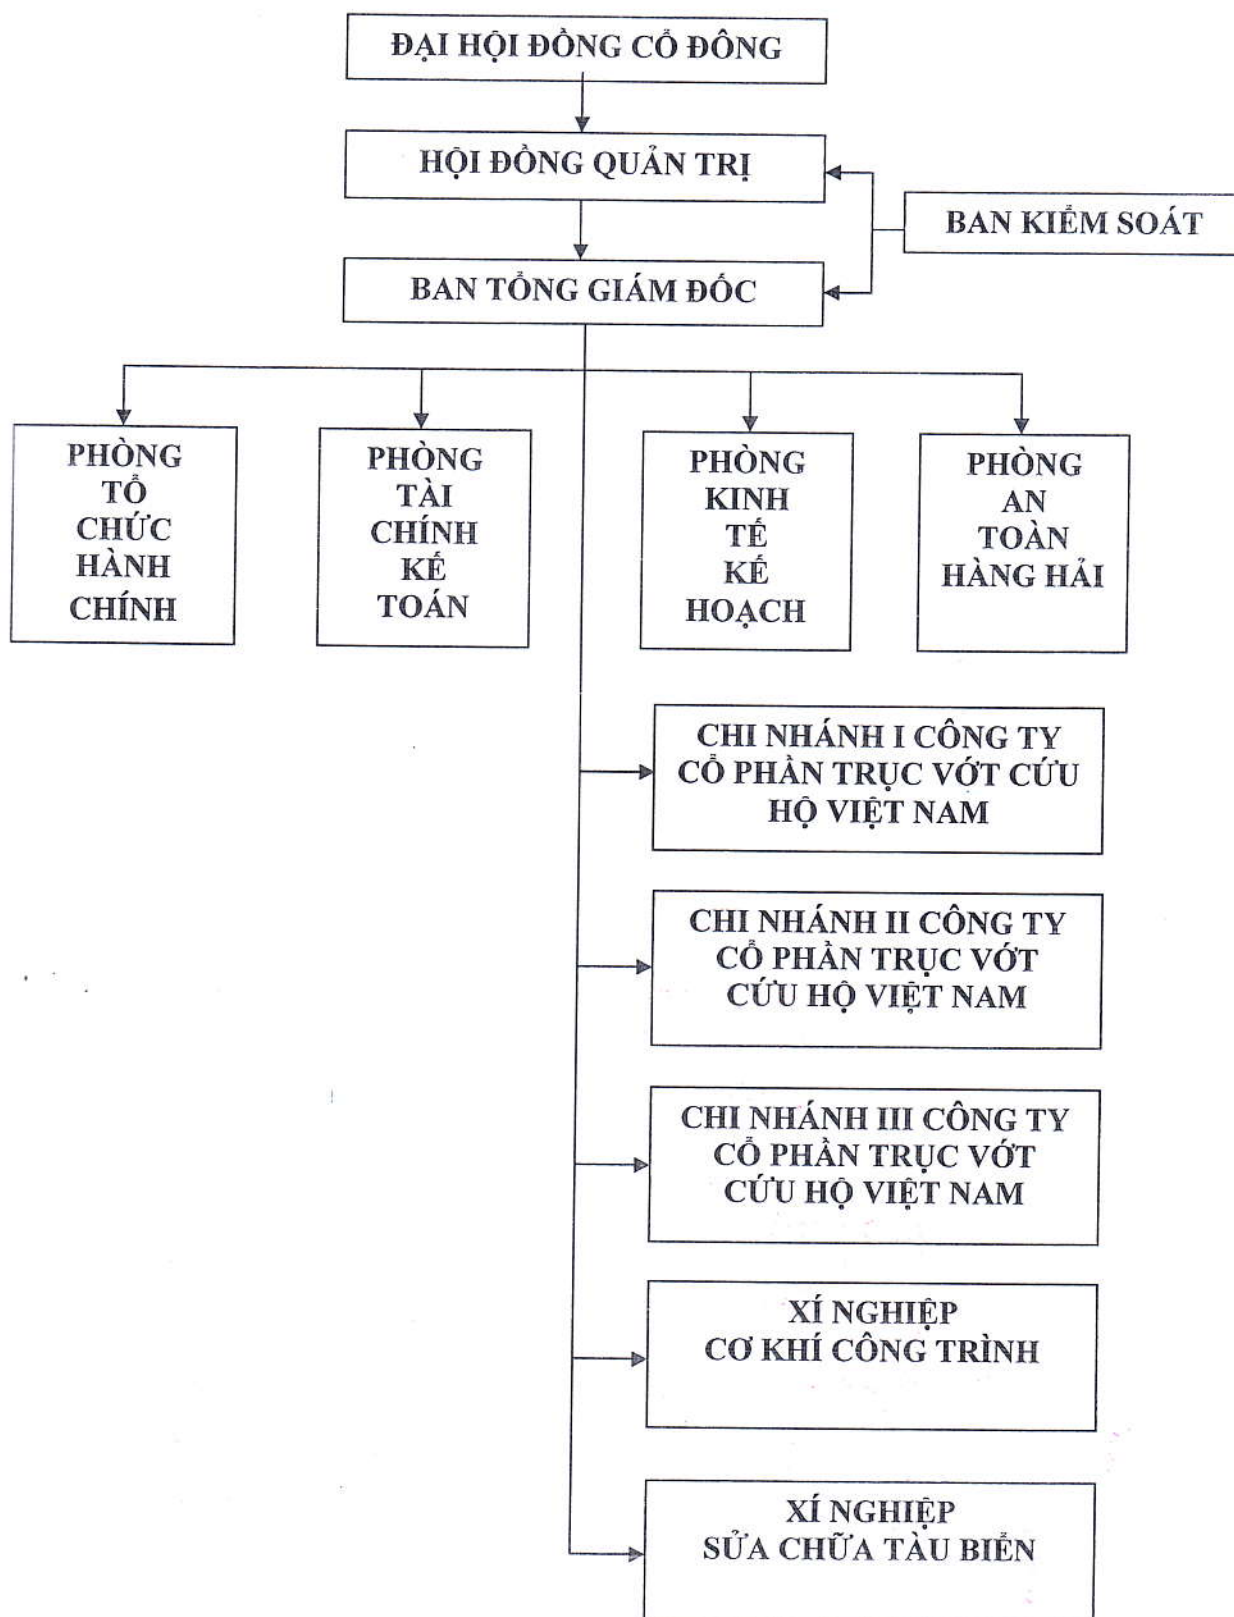 ĐẠI HỘI ĐỒNG CỔ ĐÔNG
HỘI ĐỒNG QUẢN TRỊ
BAN KIỂM SOÁT
BAN TỔNG GIÁM ĐỐC
PHÒNG
TỔ
CHỨC
HÀNH
CHÍNH
PHÒNG
TÀI
CHÍNH
KẾ
TOÁN
PHÒNG
KINH
TẾ
KẾ
HOẠCH
PHÒNG
AN
TOÀN
HÀNG HẢI
CHI NHÁNH I CÔNG TY
CỔ PHẦN TRỤC VỚT CỨU
HỘ VIỆT NAM
CHI NHÁNH II CÔNG TY
CỔ PHẦN TRỤC VỚT
CỨU HỘ VIỆT NAM
CHI NHÁNH III CÔNG TY
CỔ PHẦN TRỤC VỚT
CỨU HỘ VIỆT NAM
XÍ NGHIỆP
CƠ KHÍ CÔNG TRÌNH
XÍ NGHIỆP
SỬA CHỮA TÀU BIỂN